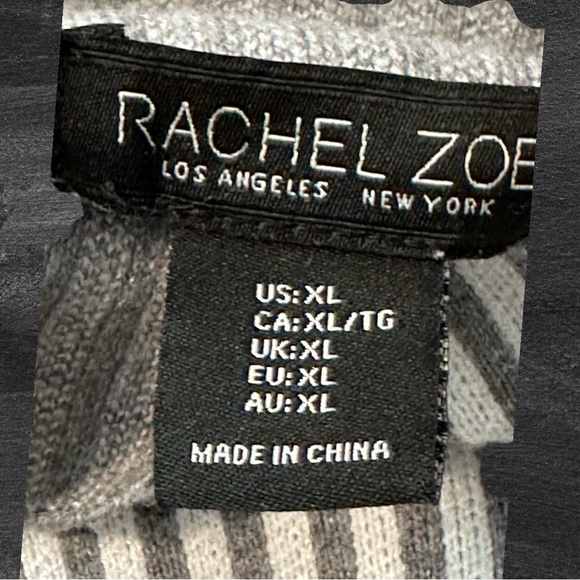 RACHEL ZOE
LOS ANGELES NEW YORK
US:XL
CA:XL/TG
UK:XL
EU:XL
AU:XL
MADE IN CHINA